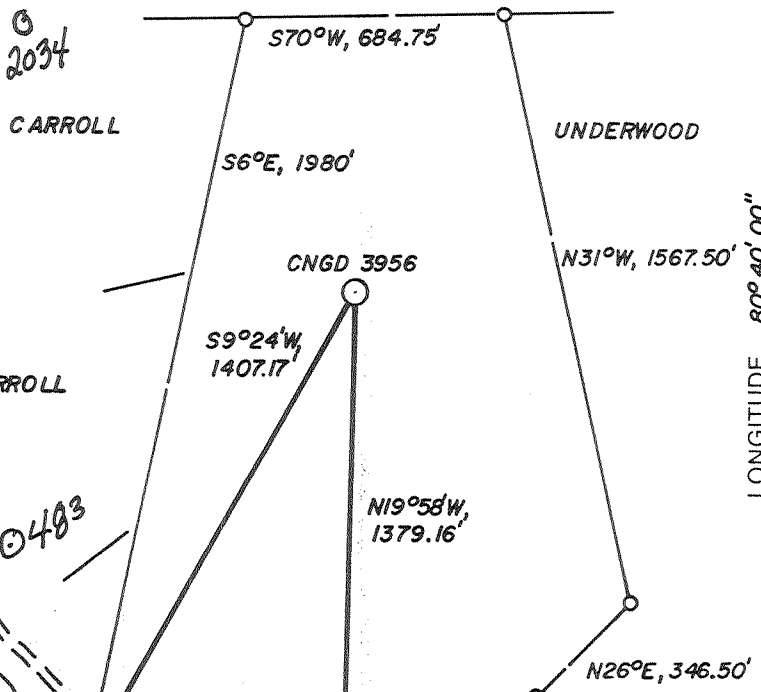 2034
S70°W, 684.75'
CARROLL
UNDERWOOD
S6°E, 1980'
CNGD 3956
N31°W, 1567.50'
LONGITUDE 80°40'00"
S9°24'W,
1407.17'
RROLL
N19°58'W,
1379.16'
483
N26°E, 346.50'